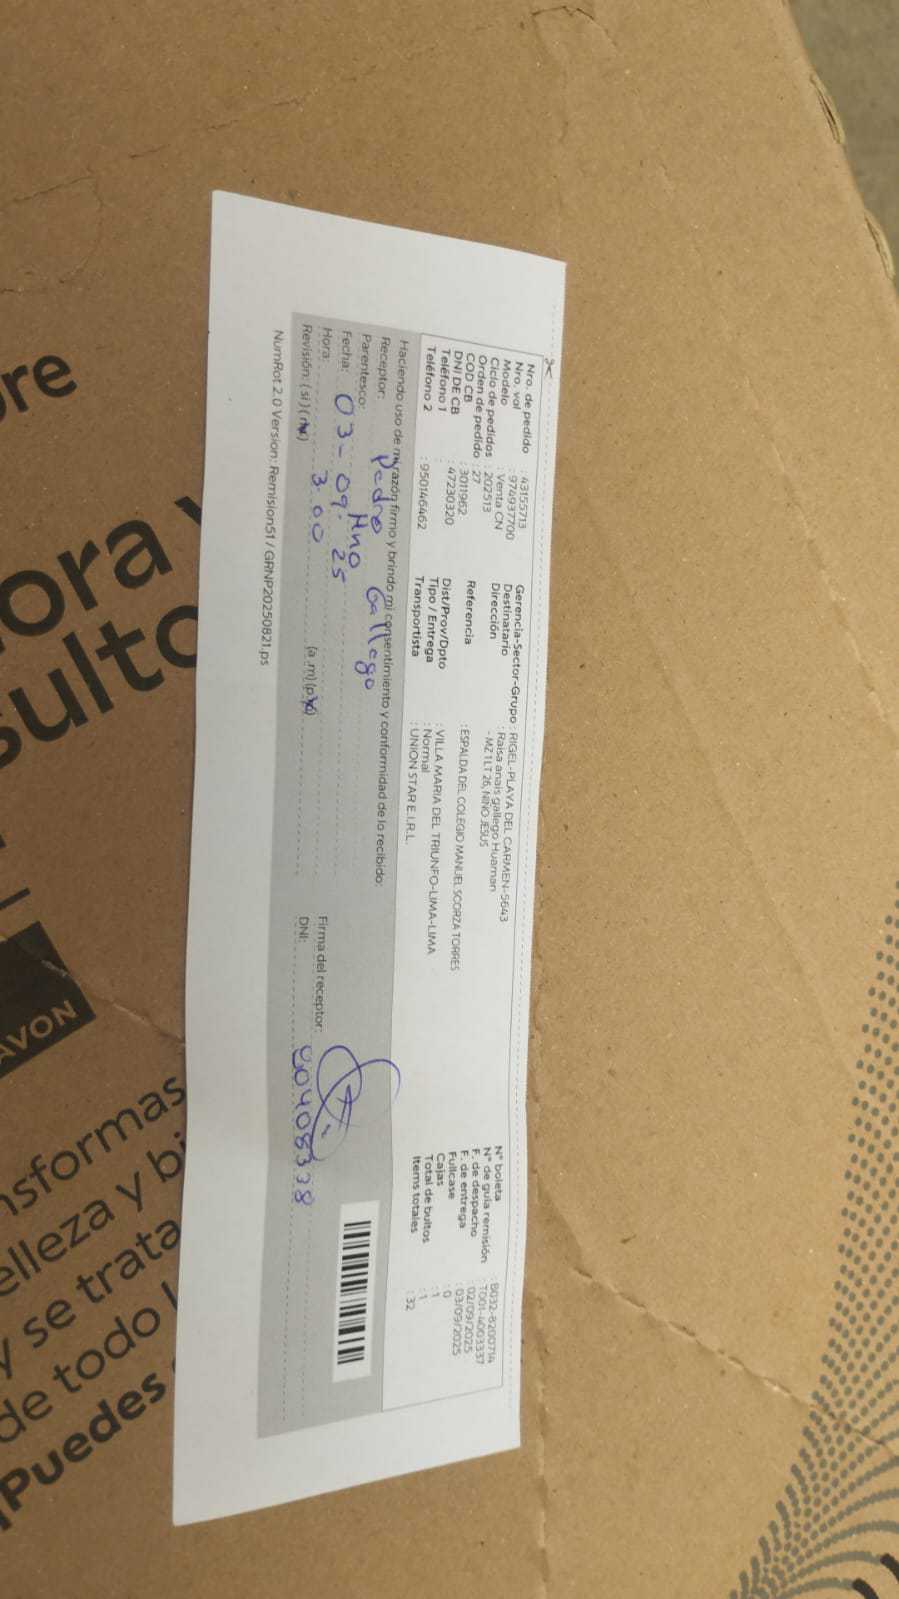 Nro. de pedido : 43155713
Nro. vol : 974937700
Modelo : Venta CN
Ciclo de pedidos : 202513
Orden de pedido : 27
COD CB : 3011962
DNI DE CB : 47230320
Teléfono 1 :
Teléfono 2 : 950146462
Gerencia-Sector-Grupo : RIGEL-PLAYA DEL CARMEN-5643
Destinatario : Raisa anais gallego Huaman
Dirección - MZ 1 LT 26, NINO JESUS
Referencia : ESPALDA DEL COLEGIO MANUEL SCORZA TORRES
Dist/Prov/Dpto : VILLA MARIA DEL TRIUNFO-LIMA-LIMA
Tipo / Entrega : Normal
Transportista : UNION STAR E.I.R.L.
N° boleta : B032-8200714
N° de guía remisión : T001-4003337
F. de despacho : 02/09/2025
F. de entrega : 03/09/2025
Fullcase : 0
Cajas : 1
Total de bultos : 1
Items totales : 32
Haciendo uso de mi razón firmo y brindo mi consentimiento y conformidad de lo recibido:
Receptor: Pedro Gallego
Parentesco: Hno
Fecha: 03-09-25
Hora: 3:00 (a.m) (p.m)
Revisión: (si) (no)
Firma del receptor:
DNI: 80408338
NumRot 2.0 Version: Remision51 / GRNP20250821.ps
ore
ora y
sulto
AVON
nsformas
elleza y bi
y se trata
de todo l
¡Puedes